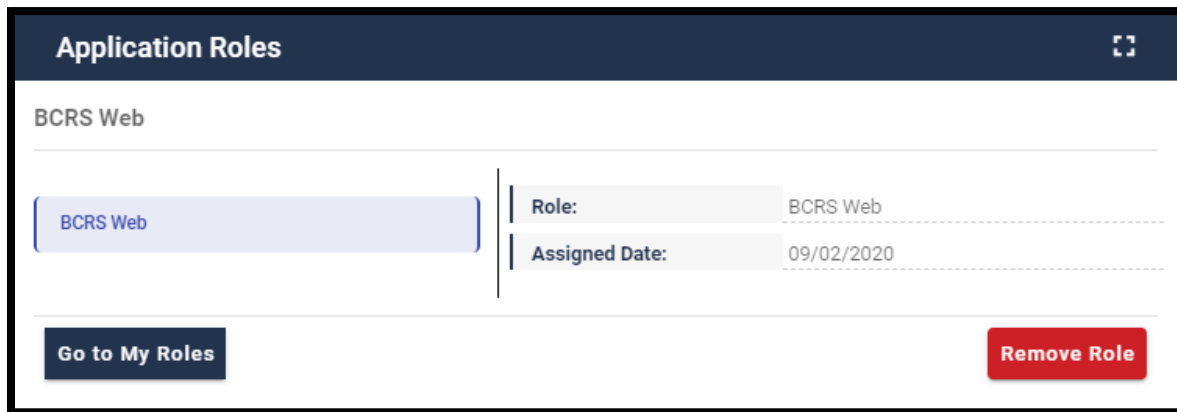 Application Roles
BCRS Web
BCRS Web
Role: BCRS Web
Assigned Date: 09/02/2020
Go to My Roles Remove Role